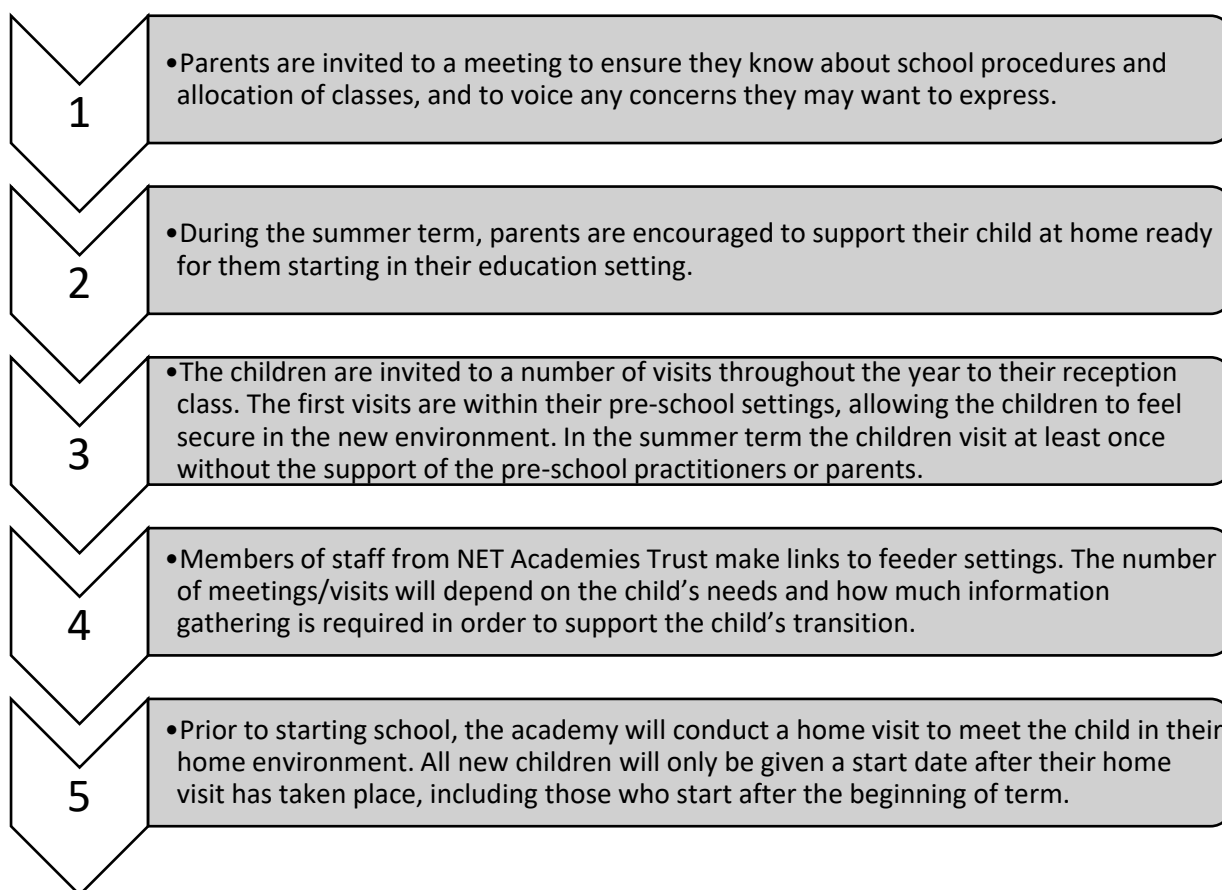 1
•Parents are invited to a meeting to ensure they know about school procedures and
allocation of classes, and to voice any concerns they may want to express.
2
•During the summer term, parents are encouraged to support their child at home ready
for them starting in their education setting.
3
•The children are invited to a number of visits throughout the year to their reception
class. The first visits are within their pre-school settings, allowing the children to feel
secure in the new environment. In the summer term the children visit at least once
without the support of the pre-school practitioners or parents.
4
•Members of staff from NET Academies Trust make links to feeder settings. The number
of meetings/visits will depend on the child’s needs and how much information
gathering is required in order to support the child’s transition.
5
•Prior to starting school, the academy will conduct a home visit to meet the child in their
home environment. All new children will only be given a start date after their home
visit has taken place, including those who start after the beginning of term.